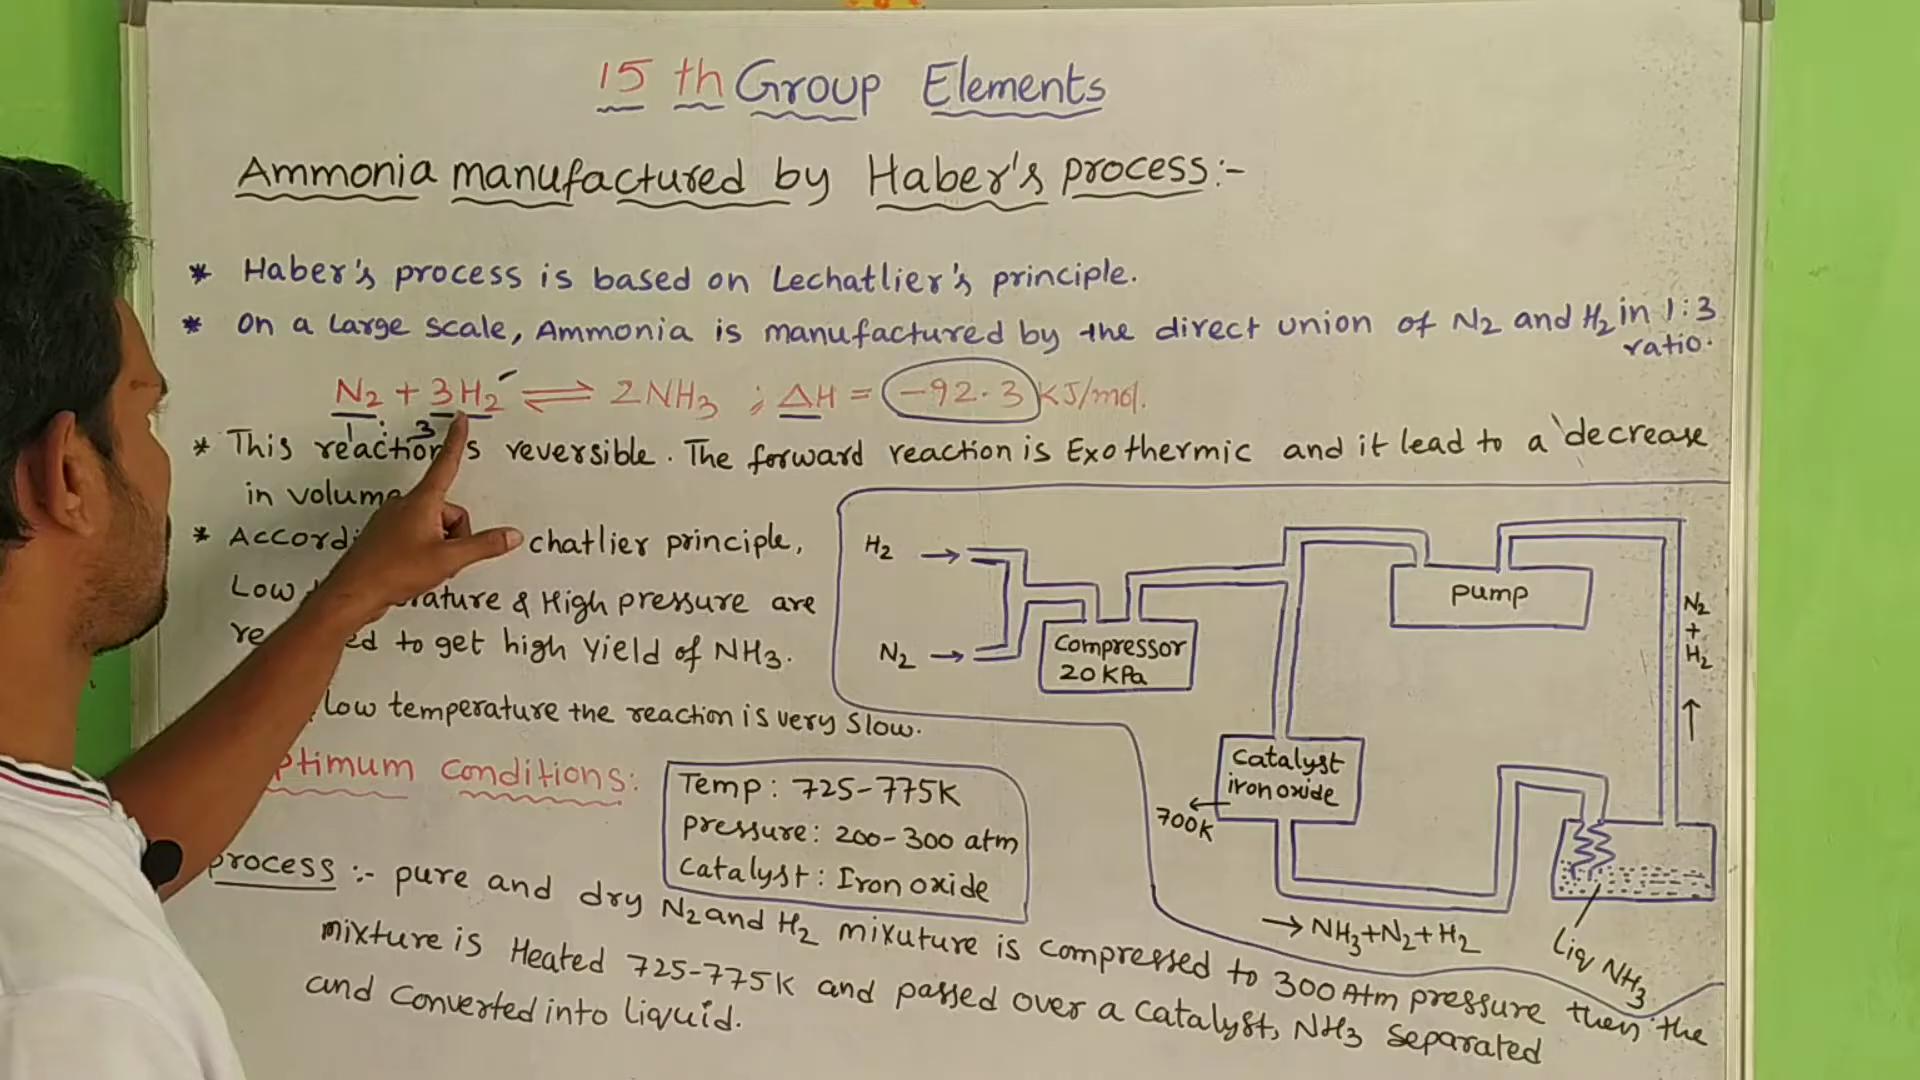 15 th Group Elements
Ammonia manufactured by Haber's process:-
* Haber's process is based on Lechatlier's principle.
* On a large scale, Ammonia is manufactured by the direct union of N2 and H2 in 1:3
ratio.
N2 + 3H2 ⇌ 2NH3 ; ΔH = -92.3 KJ/mol.
1 : 3
* This reaction is reversible. The forward reaction is Exothermic and it lead to a decrease
in volume
* Accordi chatlier principle,
Low rature & High pressure are
re ed to get high yield of NH3.
low temperature the reaction is very slow.
ptimum conditions:
Temp: 725-775K
pressure: 200-300 atm
Catalyst: Iron oxide
process :- pure and dry N2 and H2 mixuture is compressed to 300 Atm pressure then the
mixture is Heated 725-775K and passed over a catalyst, NH3 separated
and converted into liquid.
H2 →
N2 →
Compressor
20 KPa
pump
N2
+
H2
↑
Catalyst
iron oxide
700K
→ NH3+N2+H2
Liq NH3